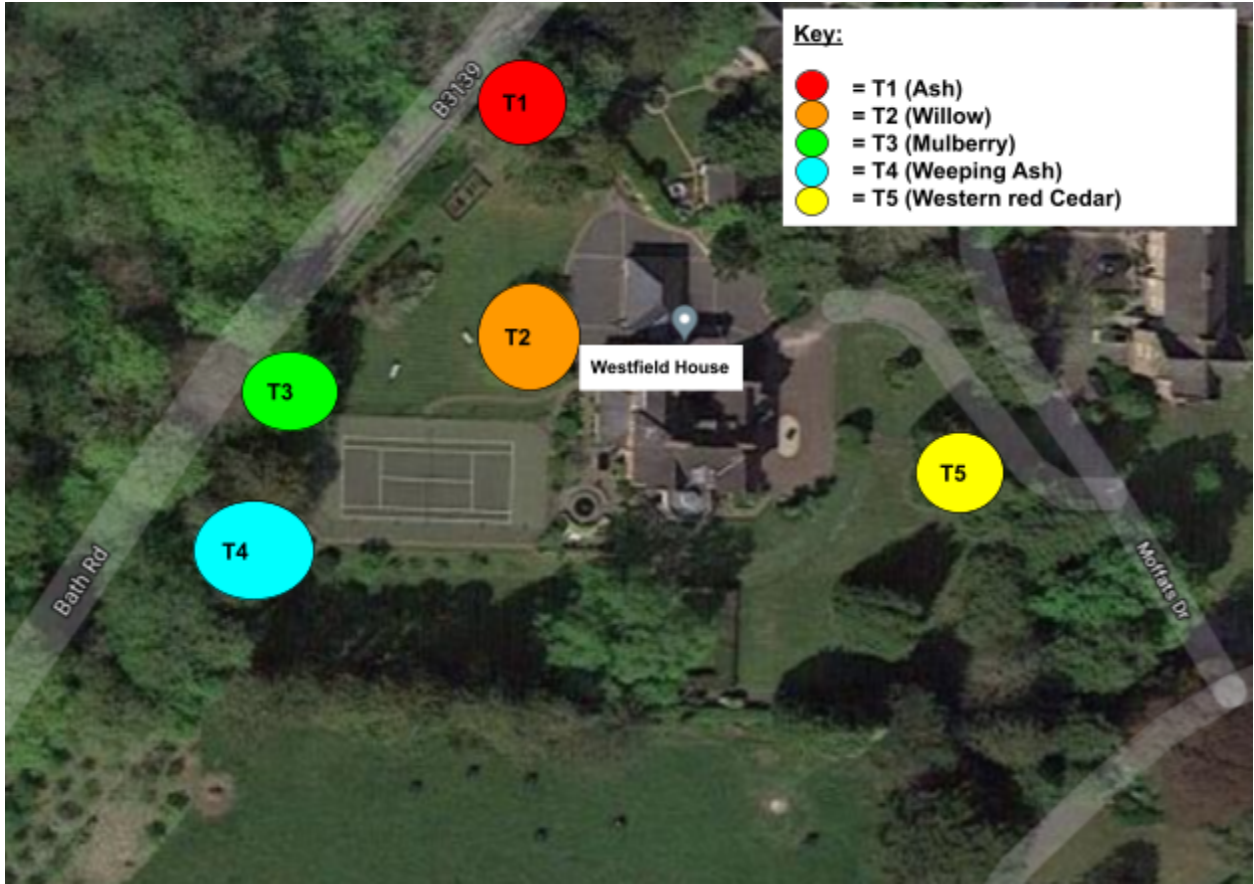 Key:
= T1 (Ash)
= T2 (Willow)
= T3 (Mulberry)
= T4 (Weeping Ash)
= T5 (Western red Cedar)
B3139
T1
T2
Westfield House
T3
T5
T4
Bath Rd
Moffats Dr